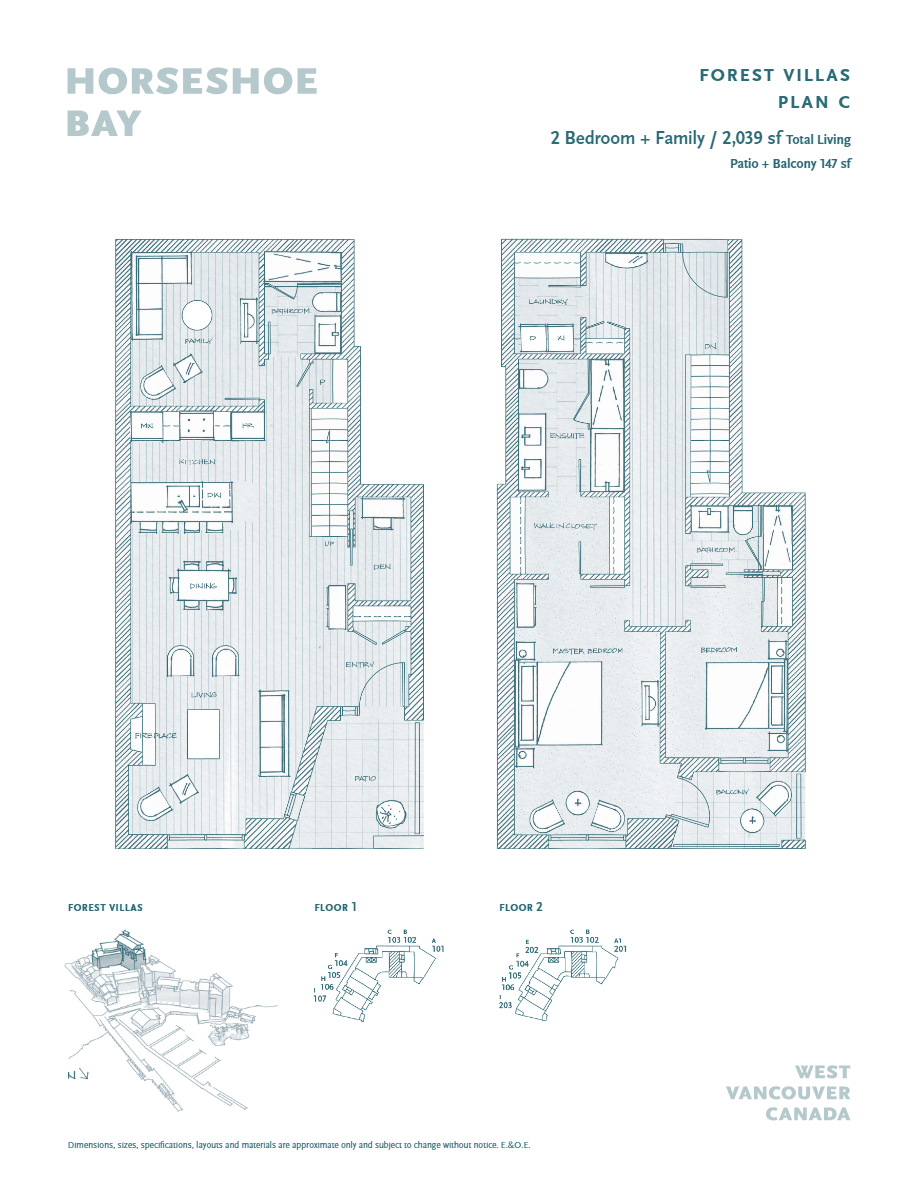 HORSESHOE
BAY
FOREST VILLAS
PLAN C
2 Bedroom + Family / 2,039 sf Total Living
Patio + Balcony 147 sf
BATHROOM
FAMILY
P
MW
FR
KITCHEN
DW
UP
DEN
DINING
ENTRY
LIVING
FIREPLACE
PATIO
LAUNDRY
D
W
DN
ENSUITE
WALK IN CLOSET
BATHROOM
MASTER BEDROOM
BEDROOM
BALCONY
FOREST VILLAS
N
FLOOR 1
C
B
A
103
102
101
F
104
G
105
H
106
I
107
FLOOR 2
C
B
A1
103
102
201
E
202
F
104
G
105
H
106
I
203
WEST
VANCOUVER
CANADA
Dimensions, sizes, specifications, layouts and materials are approximate only and subject to change without notice. E.&O.E.